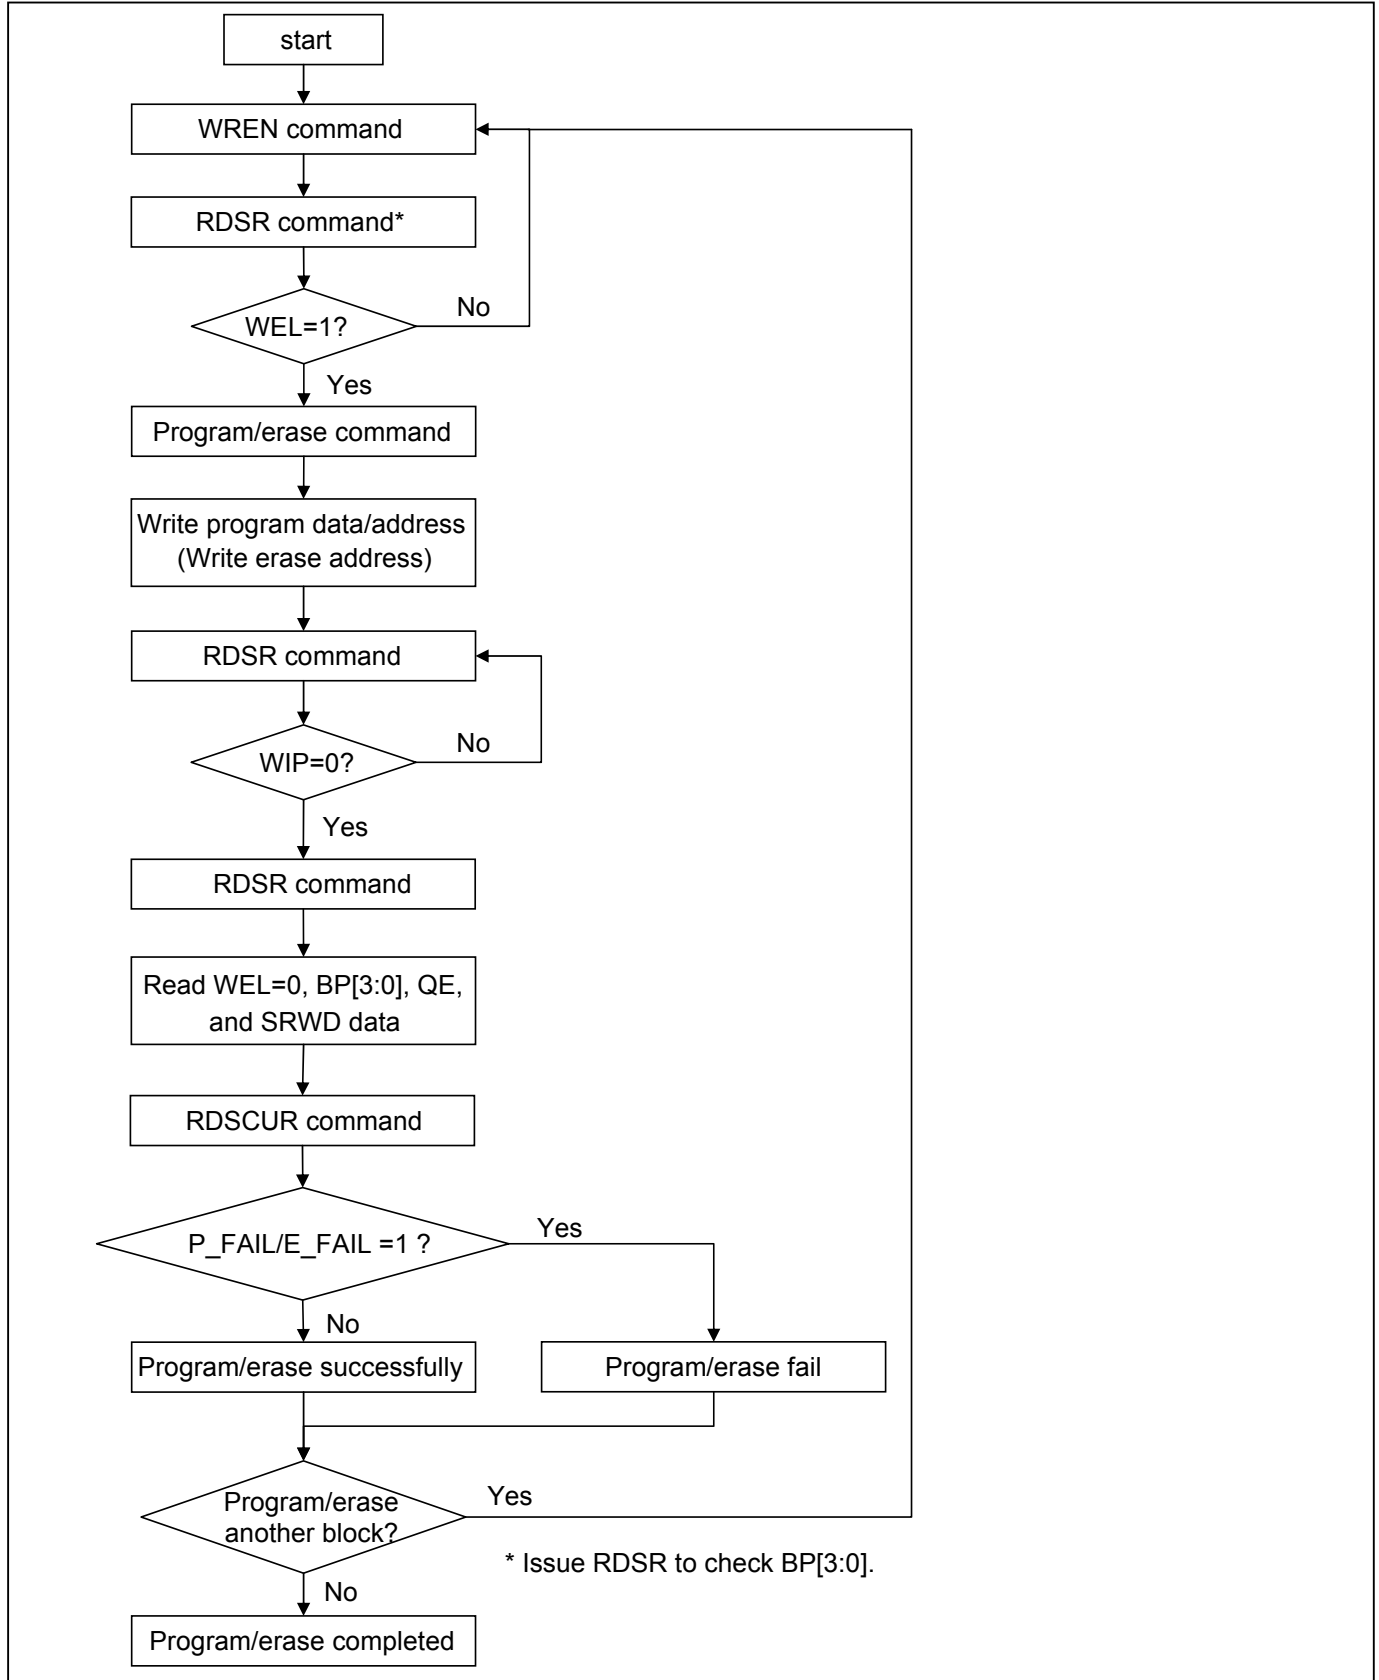 start
WREN command
RDSR command*
WEL=1?
No
Yes
Program/erase command
Write program data/address
(Write erase address)
RDSR command
WIP=0?
No
Yes
RDSR command
Read WEL=0, BP[3:0], QE,
and SRWD data
RDSCUR command
P_FAIL/E_FAIL =1 ?
Yes
No
Program/erase successfully
Program/erase fail
Program/erase
another block?
Yes
* Issue RDSR to check BP[3:0].
No
Program/erase completed